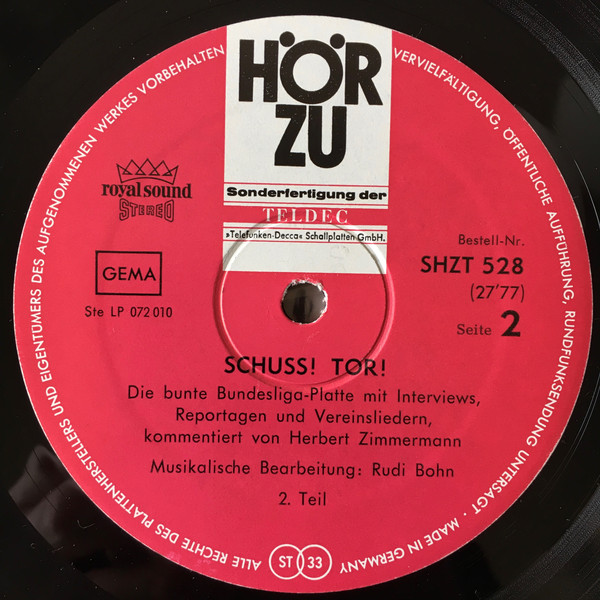 HÖR
ZU
Sonderfertigung der
TELDEC
»Telefunken-Decca« Schallplatten GmbH.
royal sound
STEREO
GEMA
Ste LP 072 010
Bestell-Nr.
SHZT 528
(27'77)
Seite 2
SCHUSS! TOR!
Die bunte Bundesliga-Platte mit Interviews,
Reportagen und Vereinsliedern,
kommentiert von Herbert Zimmermann
Musikalische Bearbeitung: Rudi Bohn
2. Teil
ALLE RECHTE DES PLATTENHERSTELLERS UND EIGENTÜMERS DES AUFGENOMMENEN WERKES VORBEHALTEN
VERVIELFÄLTIGUNG, ÖFFENTLICHE AUFFÜHRUNG, RUNDFUNKSENDUNG UNTERSAGT · MADE IN GERMANY
ST 33